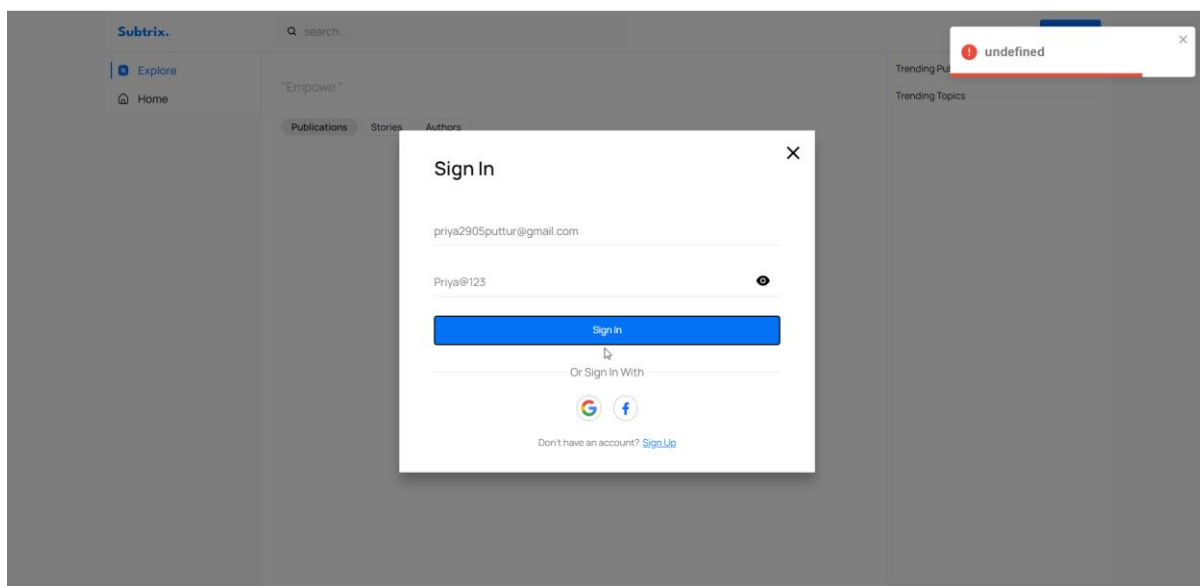 Subtrix.
search...
undefined
Explore
Home
"Empowe"
Publications Stories Authors
Trending Pu
Trending Topics
Sign In
priya2905puttur@gmail.com
Priya@123
Sign In
Or Sign In With
Don't have an account? Sign Up